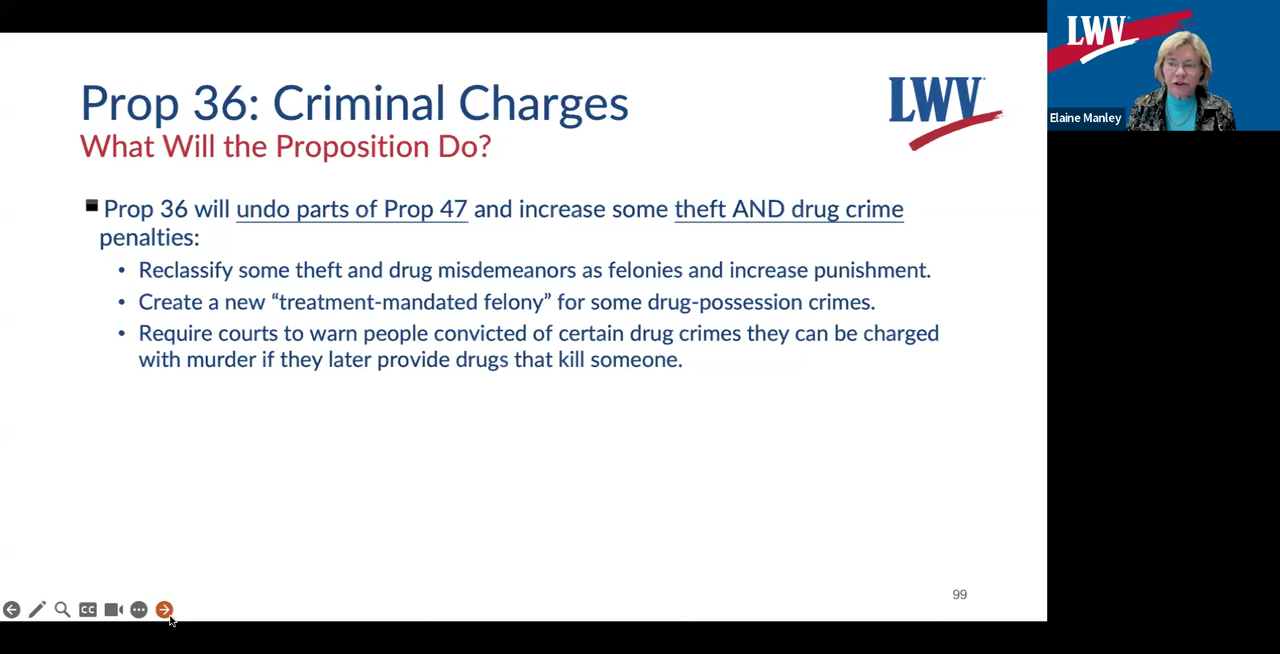 Prop 36: Criminal Charges
What Will the Proposition Do?
LWV
Prop 36 will undo parts of Prop 47 and increase some theft AND drug crime
penalties:
• Reclassify some theft and drug misdemeanors as felonies and increase punishment.
• Create a new “treatment-mandated felony” for some drug-possession crimes.
• Require courts to warn people convicted of certain drug crimes they can be charged
with murder if they later provide drugs that kill someone.
CC
99
LWV
Elaine Manley